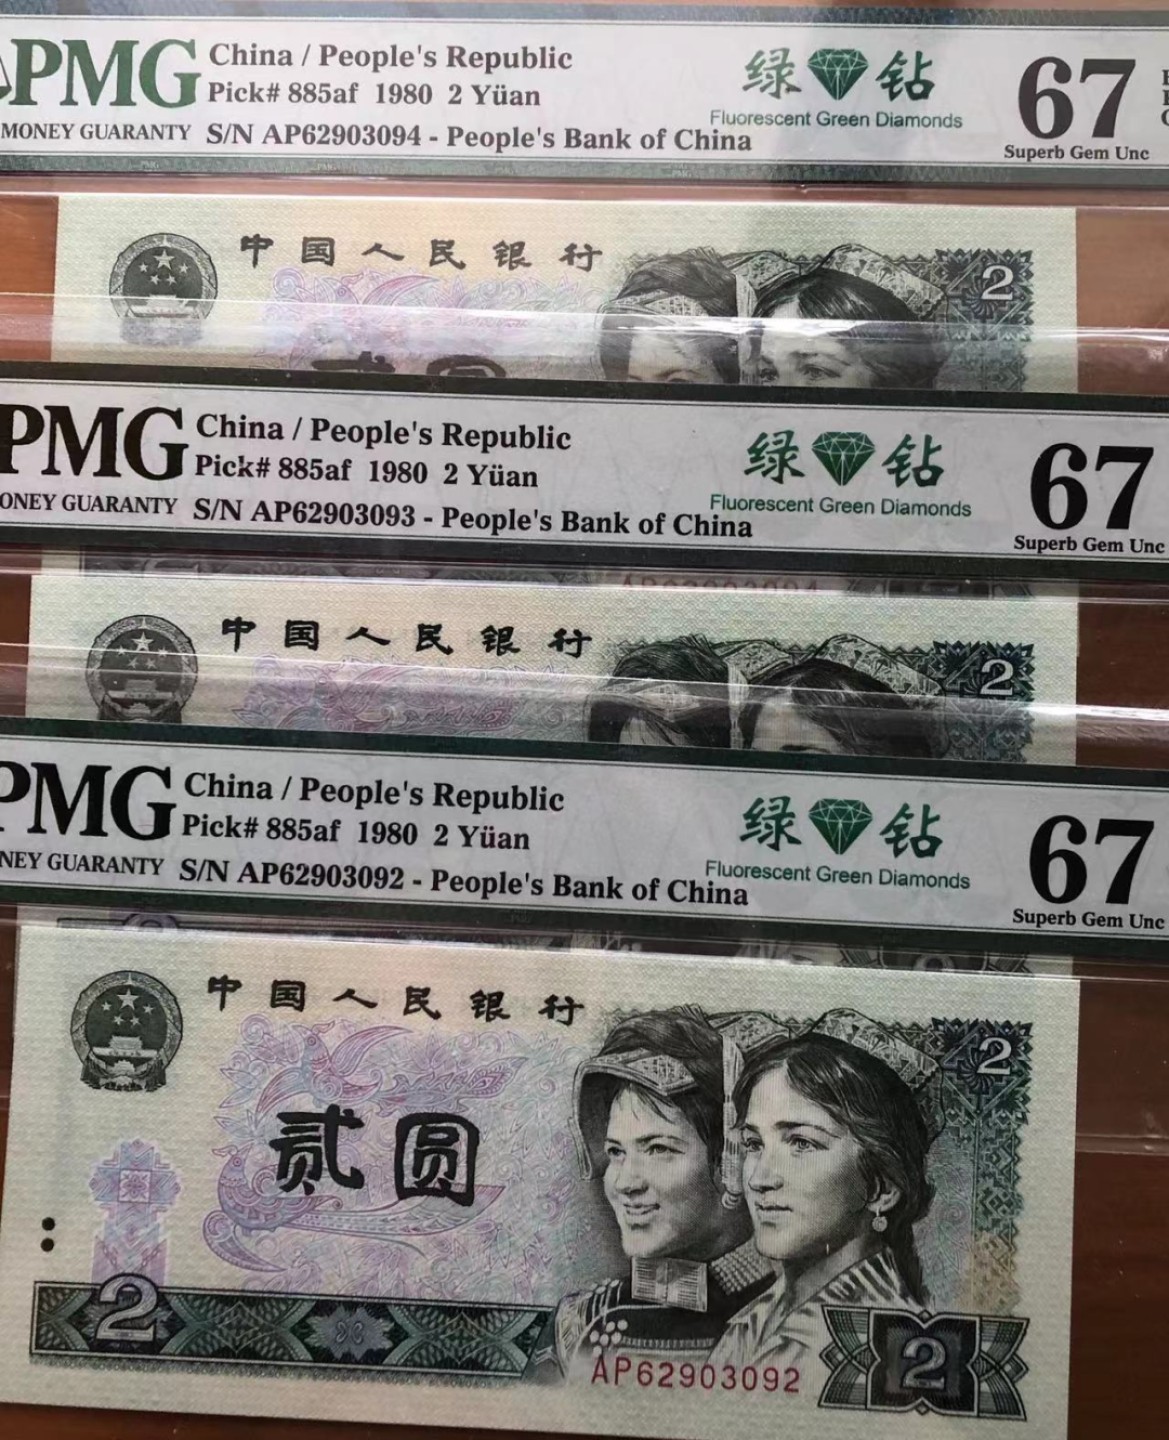 PMG
China / People's Republic
Pick# 885af 1980 2 Yüan
MONEY GUARANTY
S/N AP62903094 - People's Bank of China
绿 钻
Fluorescent Green Diamonds
67
Superb Gem Unc
中国人民银行
2
PMG
China / People's Republic
Pick# 885af 1980 2 Yüan
ONEY GUARANTY
S/N AP62903093 - People's Bank of China
绿 钻
Fluorescent Green Diamonds
67
Superb Gem Unc
中国人民银行
2
PMG
China / People's Republic
Pick# 885af 1980 2 Yüan
NEY GUARANTY
S/N AP62903092 - People's Bank of China
绿 钻
Fluorescent Green Diamonds
67
Superb Gem Unc
中国人民银行
2
贰圆
2
AP62903092
2